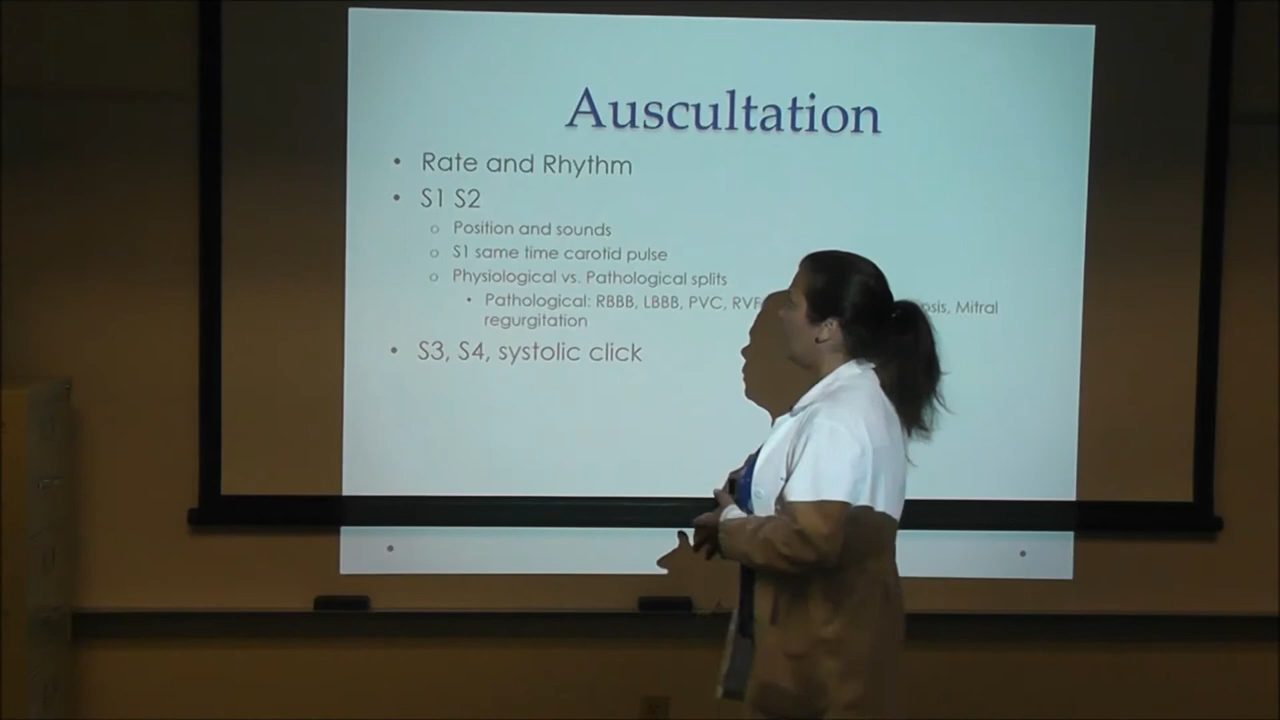 Auscultation
• Rate and Rhythm
• S1 S2
o Position and sounds
o S1 same time carotid pulse
o Physiological vs. Pathological splits
• Pathological: RBBB, LBBB, PVC, Mitral
regurgitation
• S3, S4, systolic click